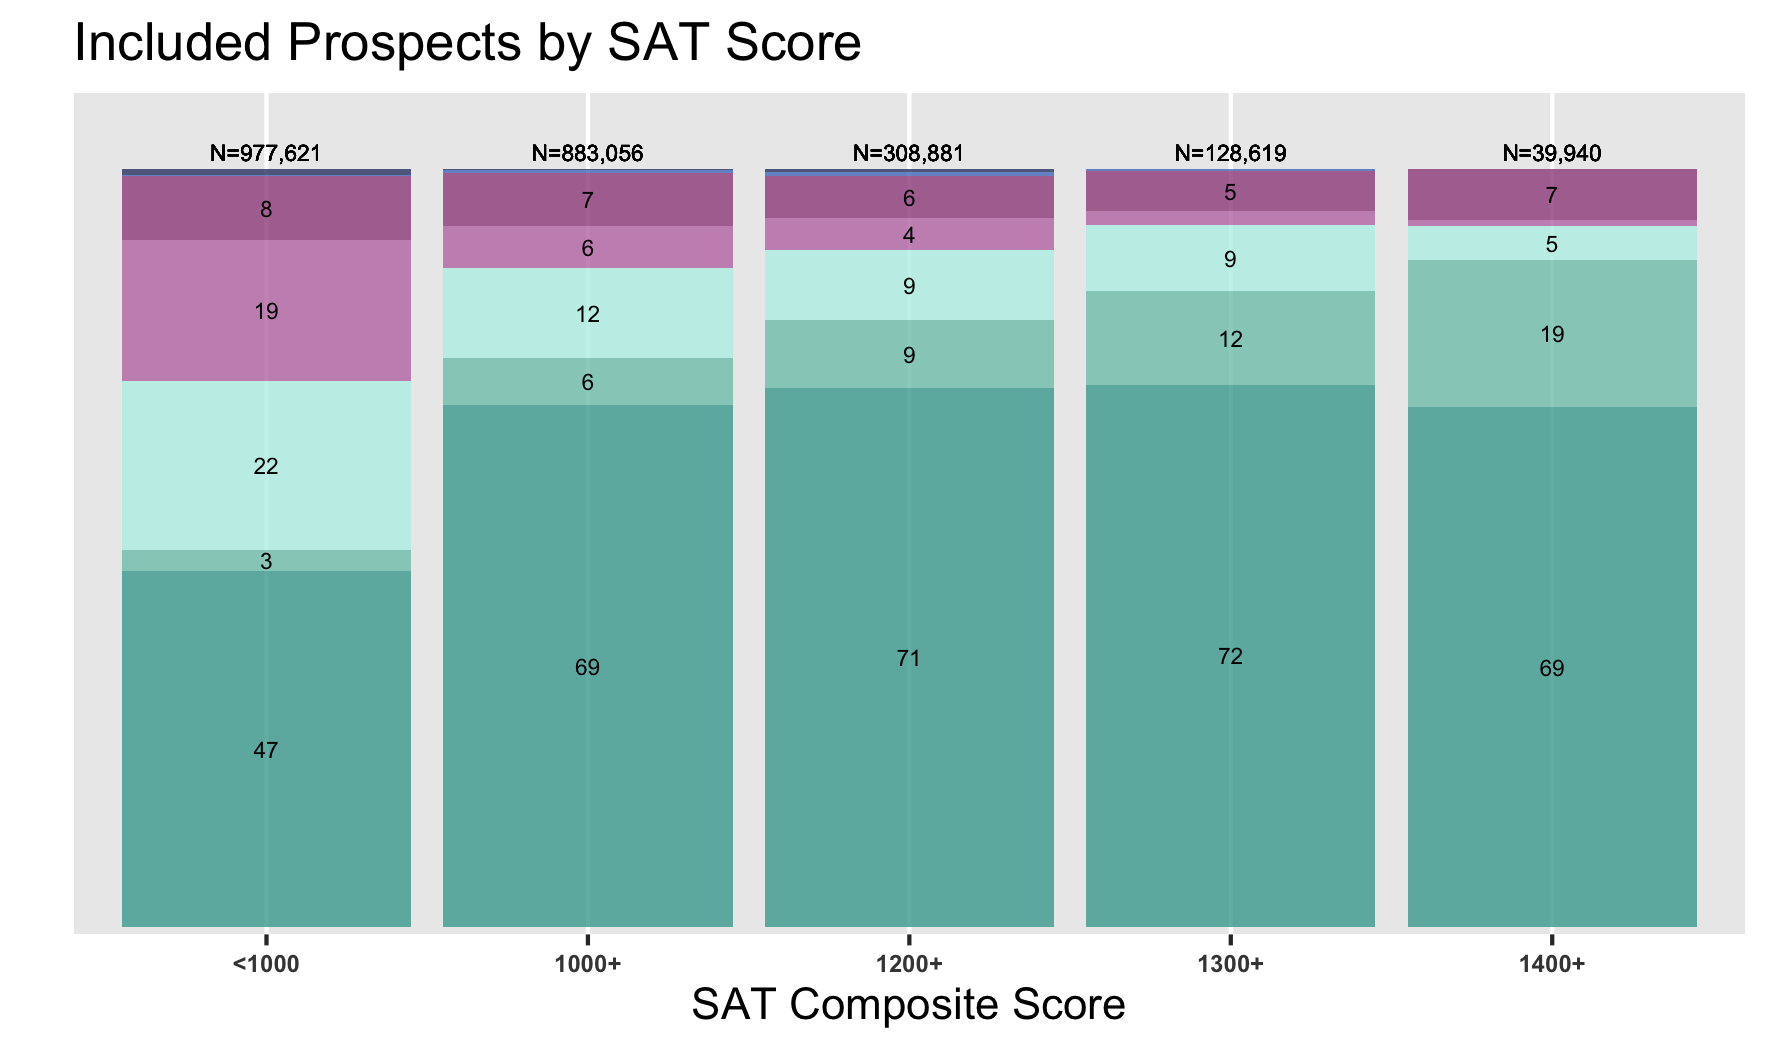 Included Prospects by SAT Score
N=977,621 N=883,056 N=308,881 N=128,619 N=39,940
8 7 6 5 7
19 6 4 9 5
22 12 9 12 19
3 6 9 72 69
47 69 71
<1000 1000+ 1200+ 1300+ 1400+
SAT Composite Score